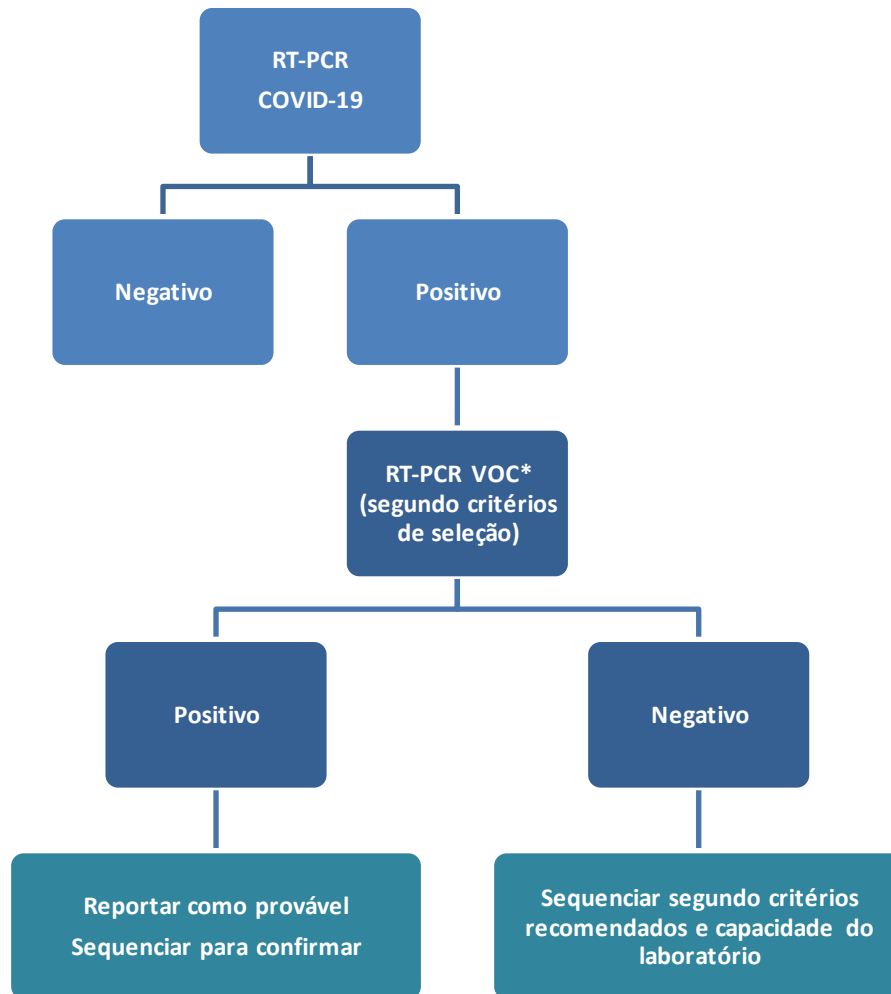 RT-PCR
COVID-19
Negativo
Positivo
RT-PCR VOC*
(segundo critérios
de seleção)
Positivo
Negativo
Reportar como provável
Sequenciar para confirmar
Sequenciar segundo critérios
recomendados e capacidade do
laboratório